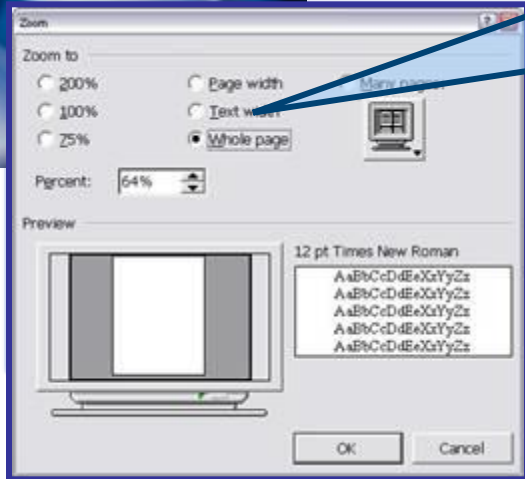 Zoom
Zoom to
200%
Page width
Many pages:
100%
Text width
75%
Whole page
Percent: 64%
Preview
12 pt Times New Roman
AaBbCcDdEeXxYyZz
AaBbCcDdEeXxYyZz
AaBbCcDdEeXxYyZz
AaBbCcDdEeXxYyZz
AaBbCcDdEeXxYyZz
OK
Cancel